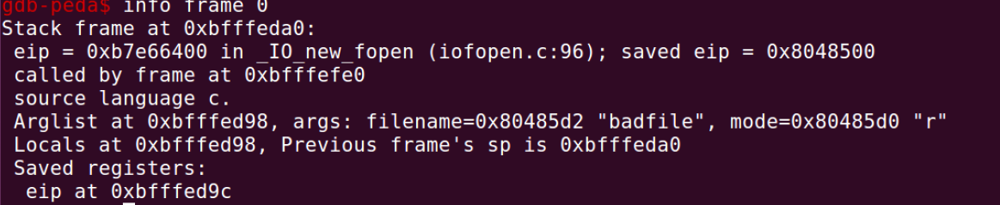 gdb-peda$ info frame 0
Stack frame at 0xbfffeda0:
 eip = 0xb7e66400 in _IO_new_fopen (iofopen.c:96); saved eip = 0x8048500
 called by frame at 0xbfffefe0
 source language c.
 Arglist at 0xbfffed98, args: filename=0x80485d2 "badfile", mode=0x80485d0 "r"
 Locals at 0xbfffed98, Previous frame's sp is 0xbfffeda0
 Saved registers:
  eip at 0xbfffed9c